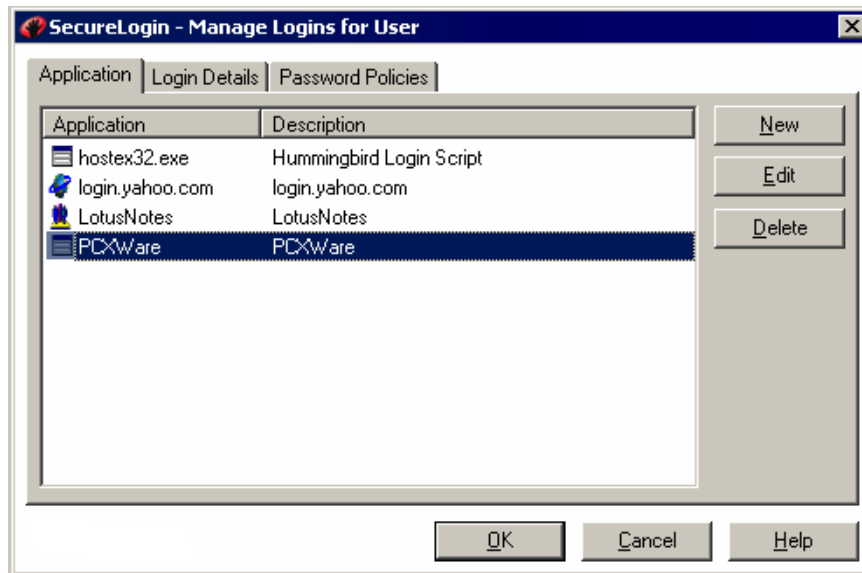 SecureLogin - Manage Logins for User
Application Login Details Password Policies
Application Description
hostex32.exe Hummingbird Login Script
login.yahoo.com login.yahoo.com
LotusNotes LotusNotes
PCXWare PCXWare
New
Edit
Delete
OK Cancel Help